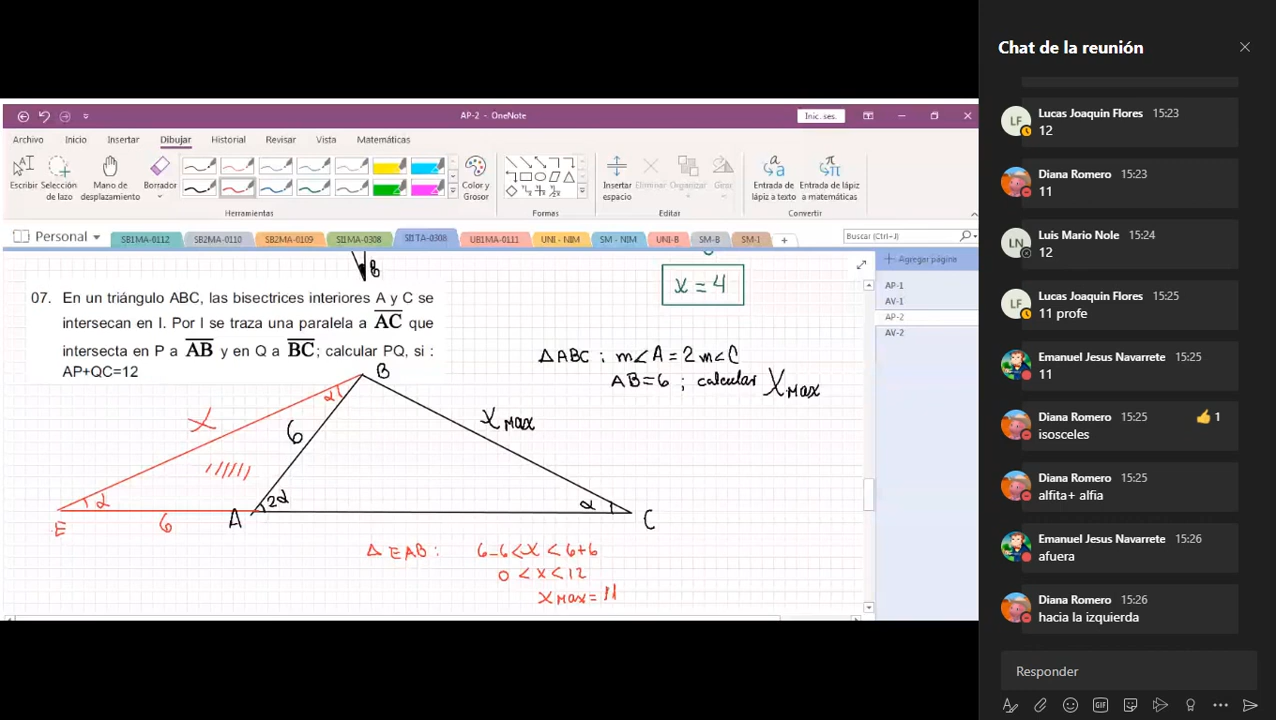 AP-2 - OneNote
Inic. ses.
Archivo Inicio Insertar Dibujar Historial Revisar Vista Matemáticas
Escribir
Selección de lazo
Mano de desplazamiento
Borrador
Color y Grosor
Insertar espacio
Eliminar
Organizar
Girar
Entrada de lápiz a texto
Entrada de lápiz a matemáticas
Herramientas
Formas
Editar
Convertir
Personal
SB1MA-0112 SB2MA-0110 SB2MA-0109 SI1MA-0308 SI1TA-0308 UB1MA-0111 UNI - NIM SM - NIM UNI-B SM-B SM-1
Buscar (Ctrl+J)
Agregar página
AP-1
AV-1
AP-2
AV-2
B
x = 4
07. En un triángulo ABC, las bisectrices interiores A y C se
intersecan en I. Por I se traza una paralela a AC que
intersecta en P a AB y en Q a BC; calcular PQ, si :
AP+QC=12
△ABC ; m∠A = 2m∠C
AB=6 ; calcular XMAX
B
α
X
6
XMAX
α
2α
α
E
6
A
C
△ EAB : 6-6<x<6+6
0 < x < 12
XMAX = 11
Chat de la reunión
LF
Lucas Joaquin Flores 15:23
12
Diana Romero 15:23
11
LN
Luis Mario Nole 15:24
12
LF
Lucas Joaquin Flores 15:25
11 profe
Emanuel Jesus Navarrete 15:25
11
Diana Romero 15:25
👍 1
isosceles
Diana Romero 15:25
alfita+ alfia
Emanuel Jesus Navarrete 15:26
afuera
Diana Romero 15:26
hacia la izquierda
Responder